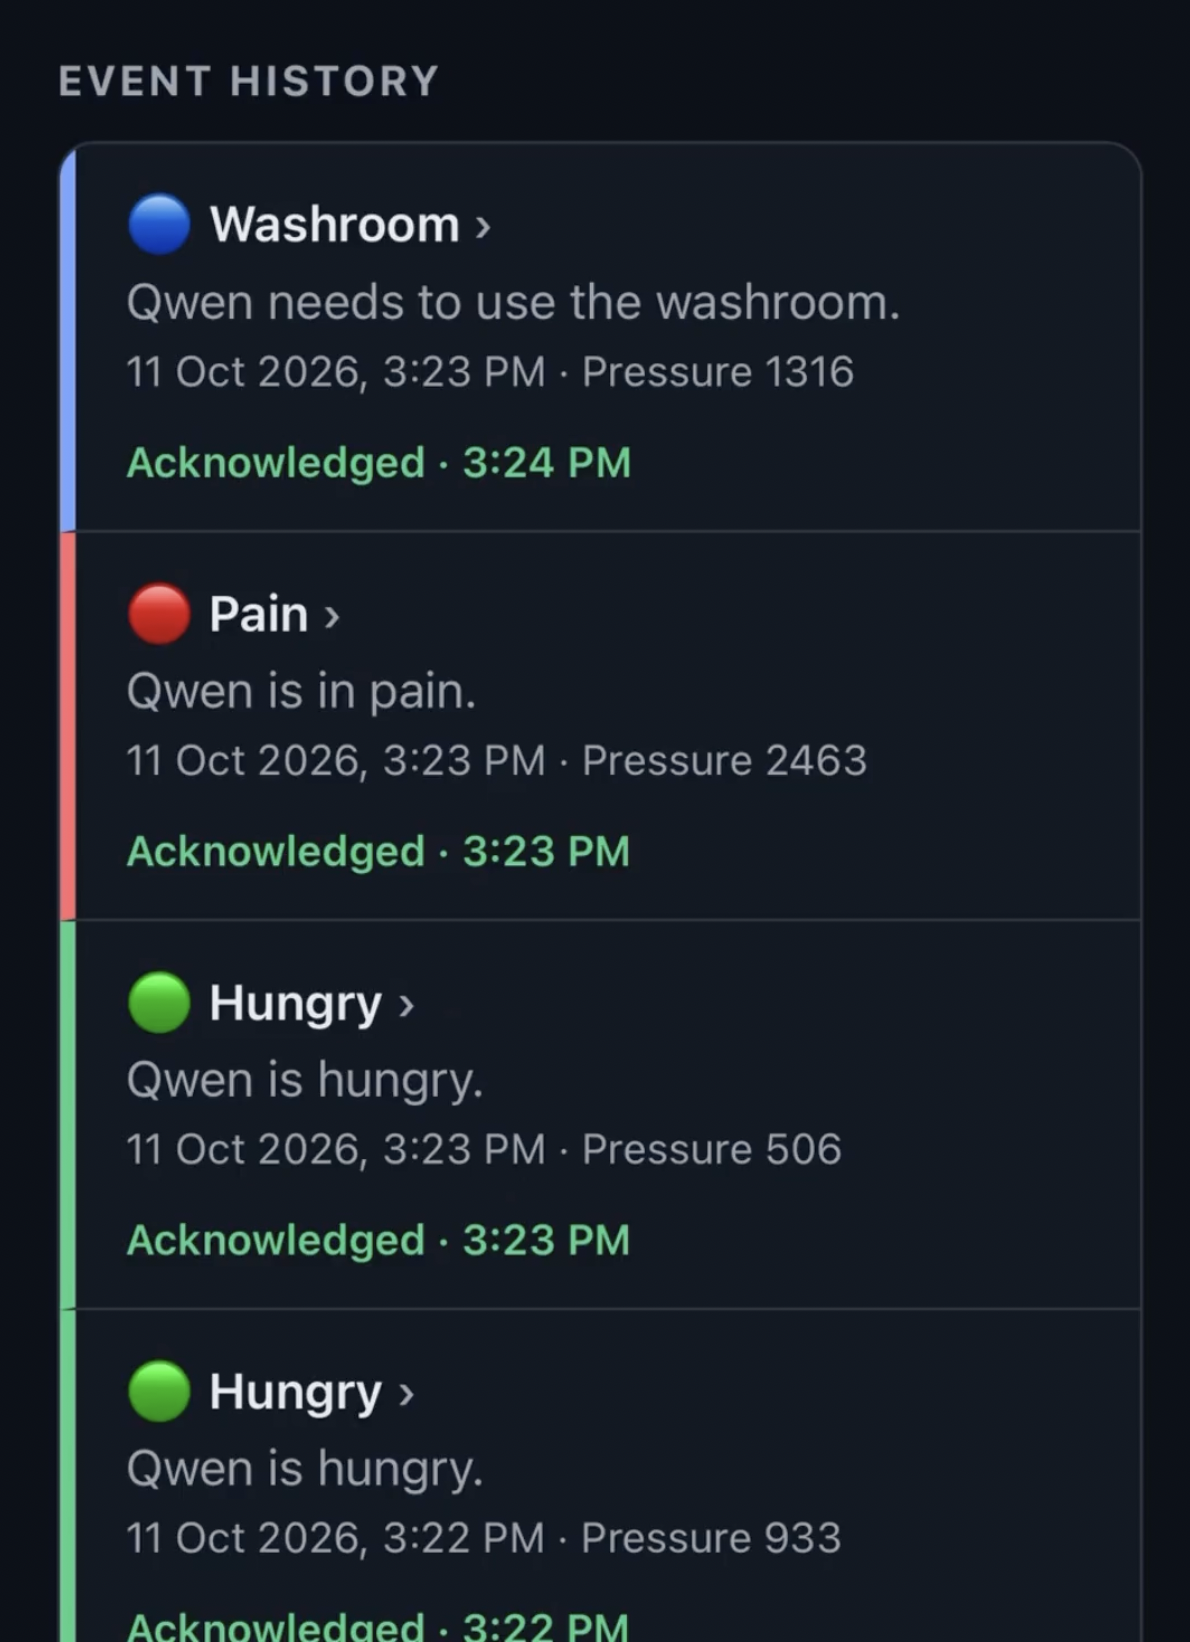 EVENT HISTORY
Washroom ›
Qwen needs to use the washroom.
11 Oct 2026, 3:23 PM · Pressure 1316
Acknowledged · 3:24 PM
Pain ›
Qwen is in pain.
11 Oct 2026, 3:23 PM · Pressure 2463
Acknowledged · 3:23 PM
Hungry ›
Qwen is hungry.
11 Oct 2026, 3:23 PM · Pressure 506
Acknowledged · 3:23 PM
Hungry ›
Qwen is hungry.
11 Oct 2026, 3:22 PM · Pressure 933
Acknowledged · 3:22 PM